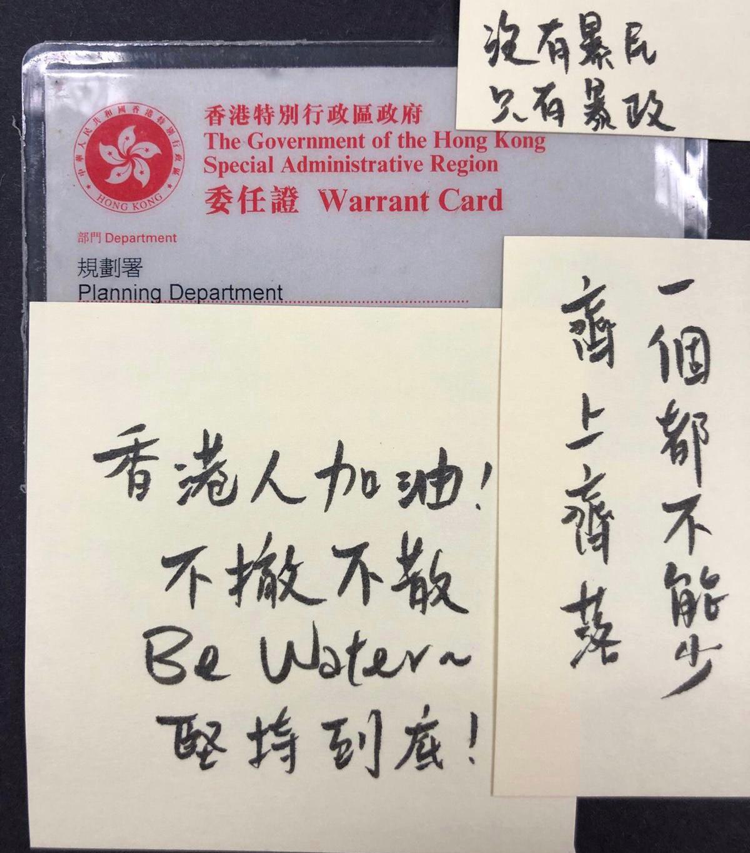 沒有暴民
只有暴政
中華人民共和國香港特別行政區
HONG KONG
香港特別行政區政府
The Government of the Hong Kong
Special Administrative Region
委任證 Warrant Card
部門 Department
規劃署
Planning Department
一個都不能少
齊上齊落
香港人加油!
不撤不散
Be Water~
堅持到底!